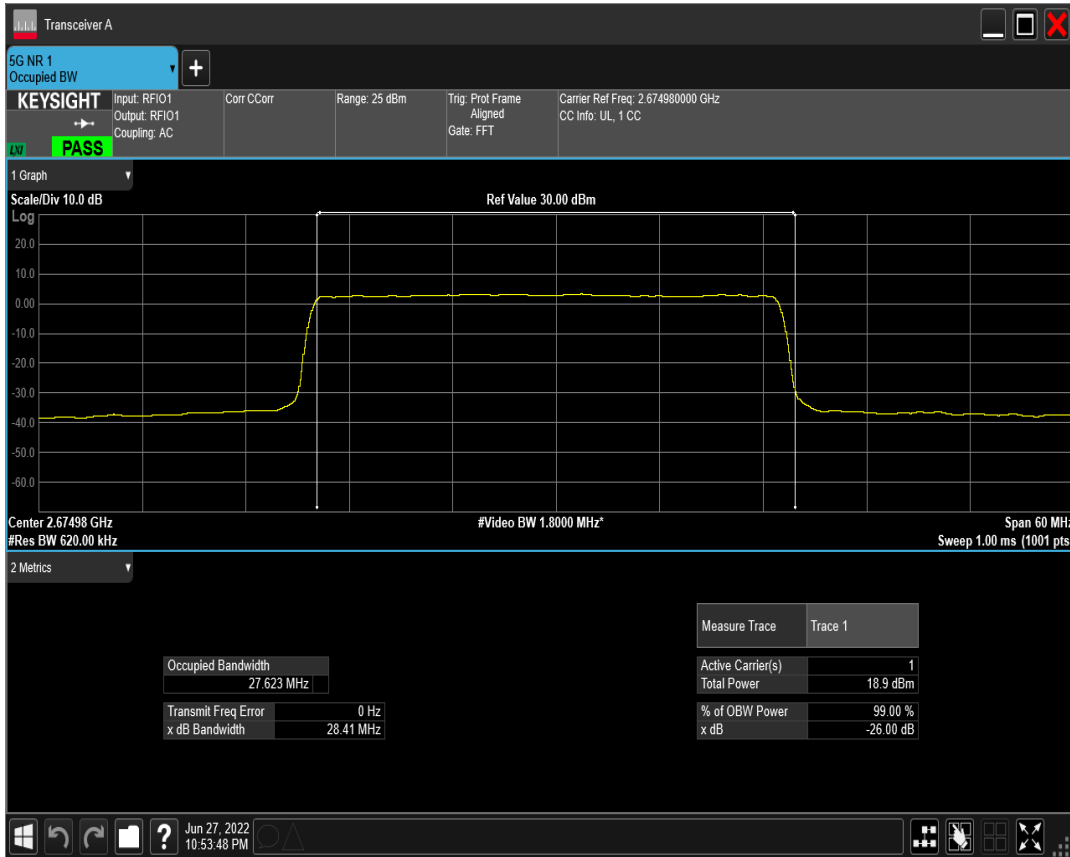 Transceiver A
5G NR 1
Occupied BW
KEYSIGHT
LXI
PASS
Input: RFIO1
Output: RFIO1
Coupling: AC
Corr CCorr
Range: 25 dBm
Trig: Prot Frame
Aligned
Gate: FFT
Carrier Ref Freq: 2.674980000 GHz
CC Info: UL, 1 CC
1 Graph
Scale/Div 10.0 dB
Ref Value 30.00 dBm
Log
20.0
10.0
0.00
-10.0
-20.0
-30.0
-40.0
-50.0
-60.0
Center 2.67498 GHz
#Video BW 1.8000 MHz*
Span 60 MHz
#Res BW 620.00 kHz
Sweep 1.00 ms (1001 pts
2 Metrics
Measure Trace Trace 1
Occupied Bandwidth
27.623 MHz
Active Carrier(s) 1
Total Power 18.9 dBm
Transmit Freq Error 0 Hz
x dB Bandwidth 28.41 MHz
% of OBW Power 99.00 %
x dB -26.00 dB
?
Jun 27, 2022
10:53:48 PM